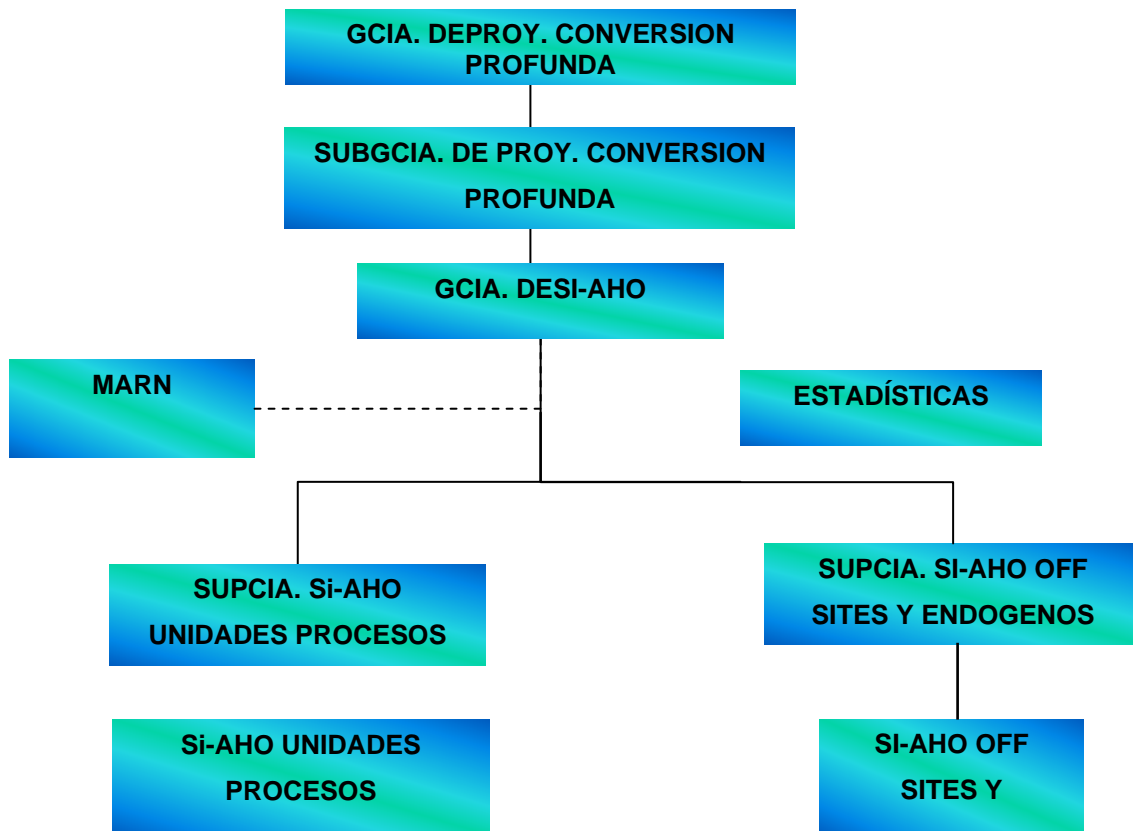 GCIA. DEPROY. CONVERSION
PROFUNDA
SUBGCIA. DE PROY. CONVERSION
PROFUNDA
GCIA. DESI-AHO
MARN
ESTADÍSTICAS
SUPCIA. Si-AHO
UNIDADES PROCESOS
SUPCIA. SI-AHO OFF
SITES Y ENDOGENOS
Si-AHO UNIDADES
PROCESOS
SI-AHO OFF
SITES Y